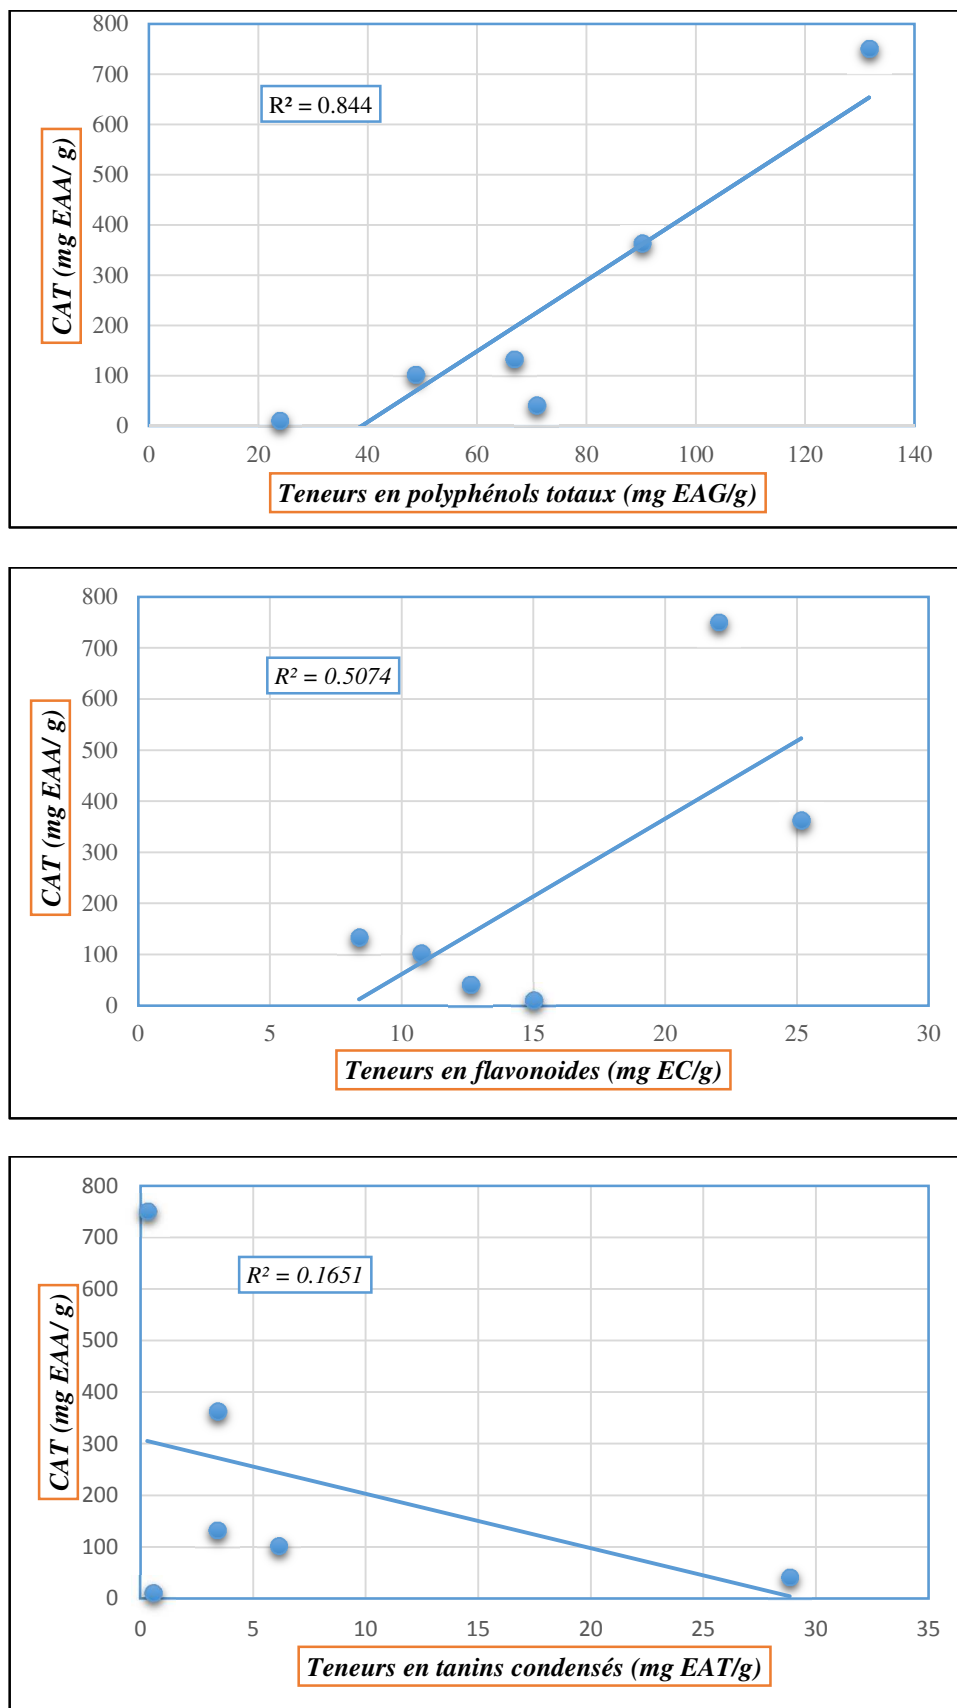 800
700
600
500
400
300
200
100
0
R² = 0.844
CAT (mg EAA/ g)
0 20 40 60 80 100 120 140
Teneurs en polyphénols totaux (mg EAG/g)
800
700
600
500
400
300
200
100
0
R² = 0.5074
CAT (mg EAA/ g)
0 5 10 15 20 25 30
Teneurs en flavonoides (mg EC/g)
800
700
600
500
400
300
200
100
0
R² = 0.1651
CAT (mg EAA/ g)
0 5 10 15 20 25 30 35
Teneurs en tanins condensés (mg EAT/g)